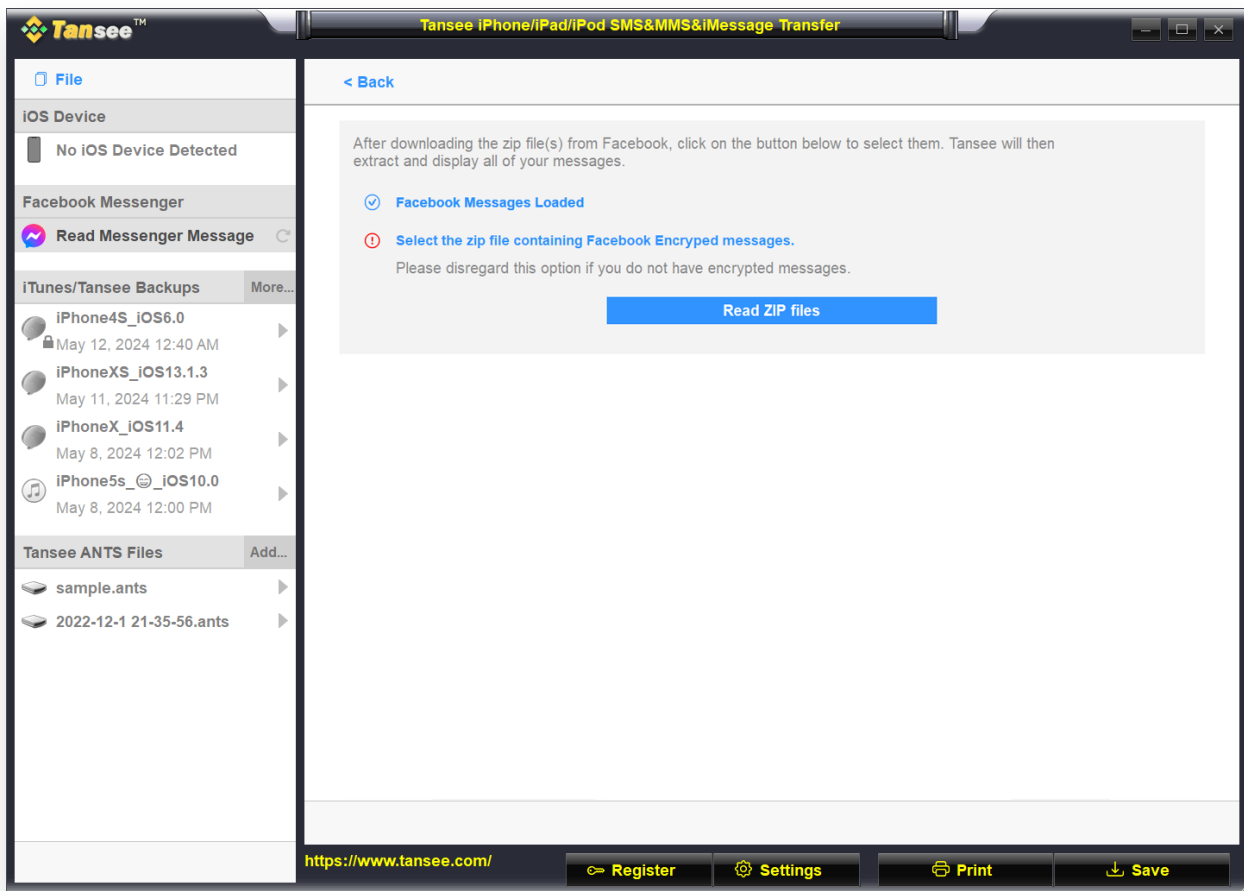 Tansee™
Tansee iPhone/iPad/iPod SMS&MMS&iMessage Transfer
File
iOS Device
No iOS Device Detected
Facebook Messenger
Read Messenger Message
iTunes/Tansee Backups More...
iPhone4S_iOS6.0
May 12, 2024 12:40 AM
iPhoneXS_iOS13.1.3
May 11, 2024 11:29 PM
iPhoneX_iOS11.4
May 8, 2024 12:02 PM
iPhone5s_😄_iOS10.0
May 8, 2024 12:00 PM
Tansee ANTS Files Add...
sample.ants
2022-12-1 21-35-56.ants
< Back
After downloading the zip file(s) from Facebook, click on the button below to select them. Tansee will then
extract and display all of your messages.
Facebook Messages Loaded
Select the zip file containing Facebook Encryped messages.
Please disregard this option if you do not have encrypted messages.
Read ZIP files
https://www.tansee.com/
Register
Settings
Print
Save